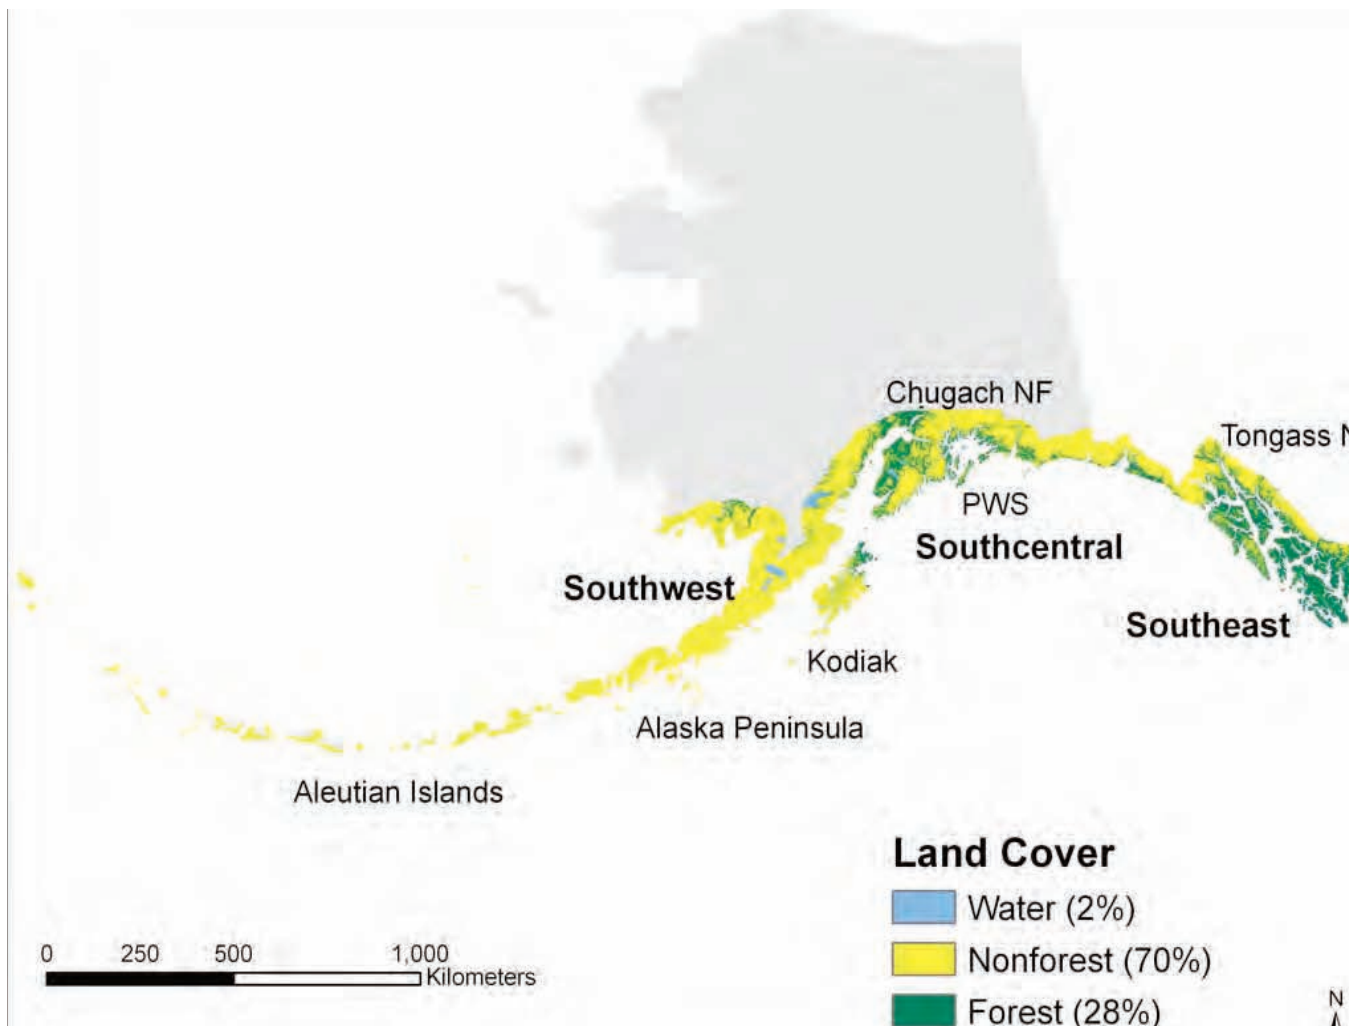 Chugach NF
Tongass N
PWS
Southcentral
Southwest
Southeast
Kodiak
Alaska Peninsula
Aleutian Islands
Land Cover
Water (2%)
Nonforest (70%)
Forest (28%)
0 250 500 1,000
Kilometers
N